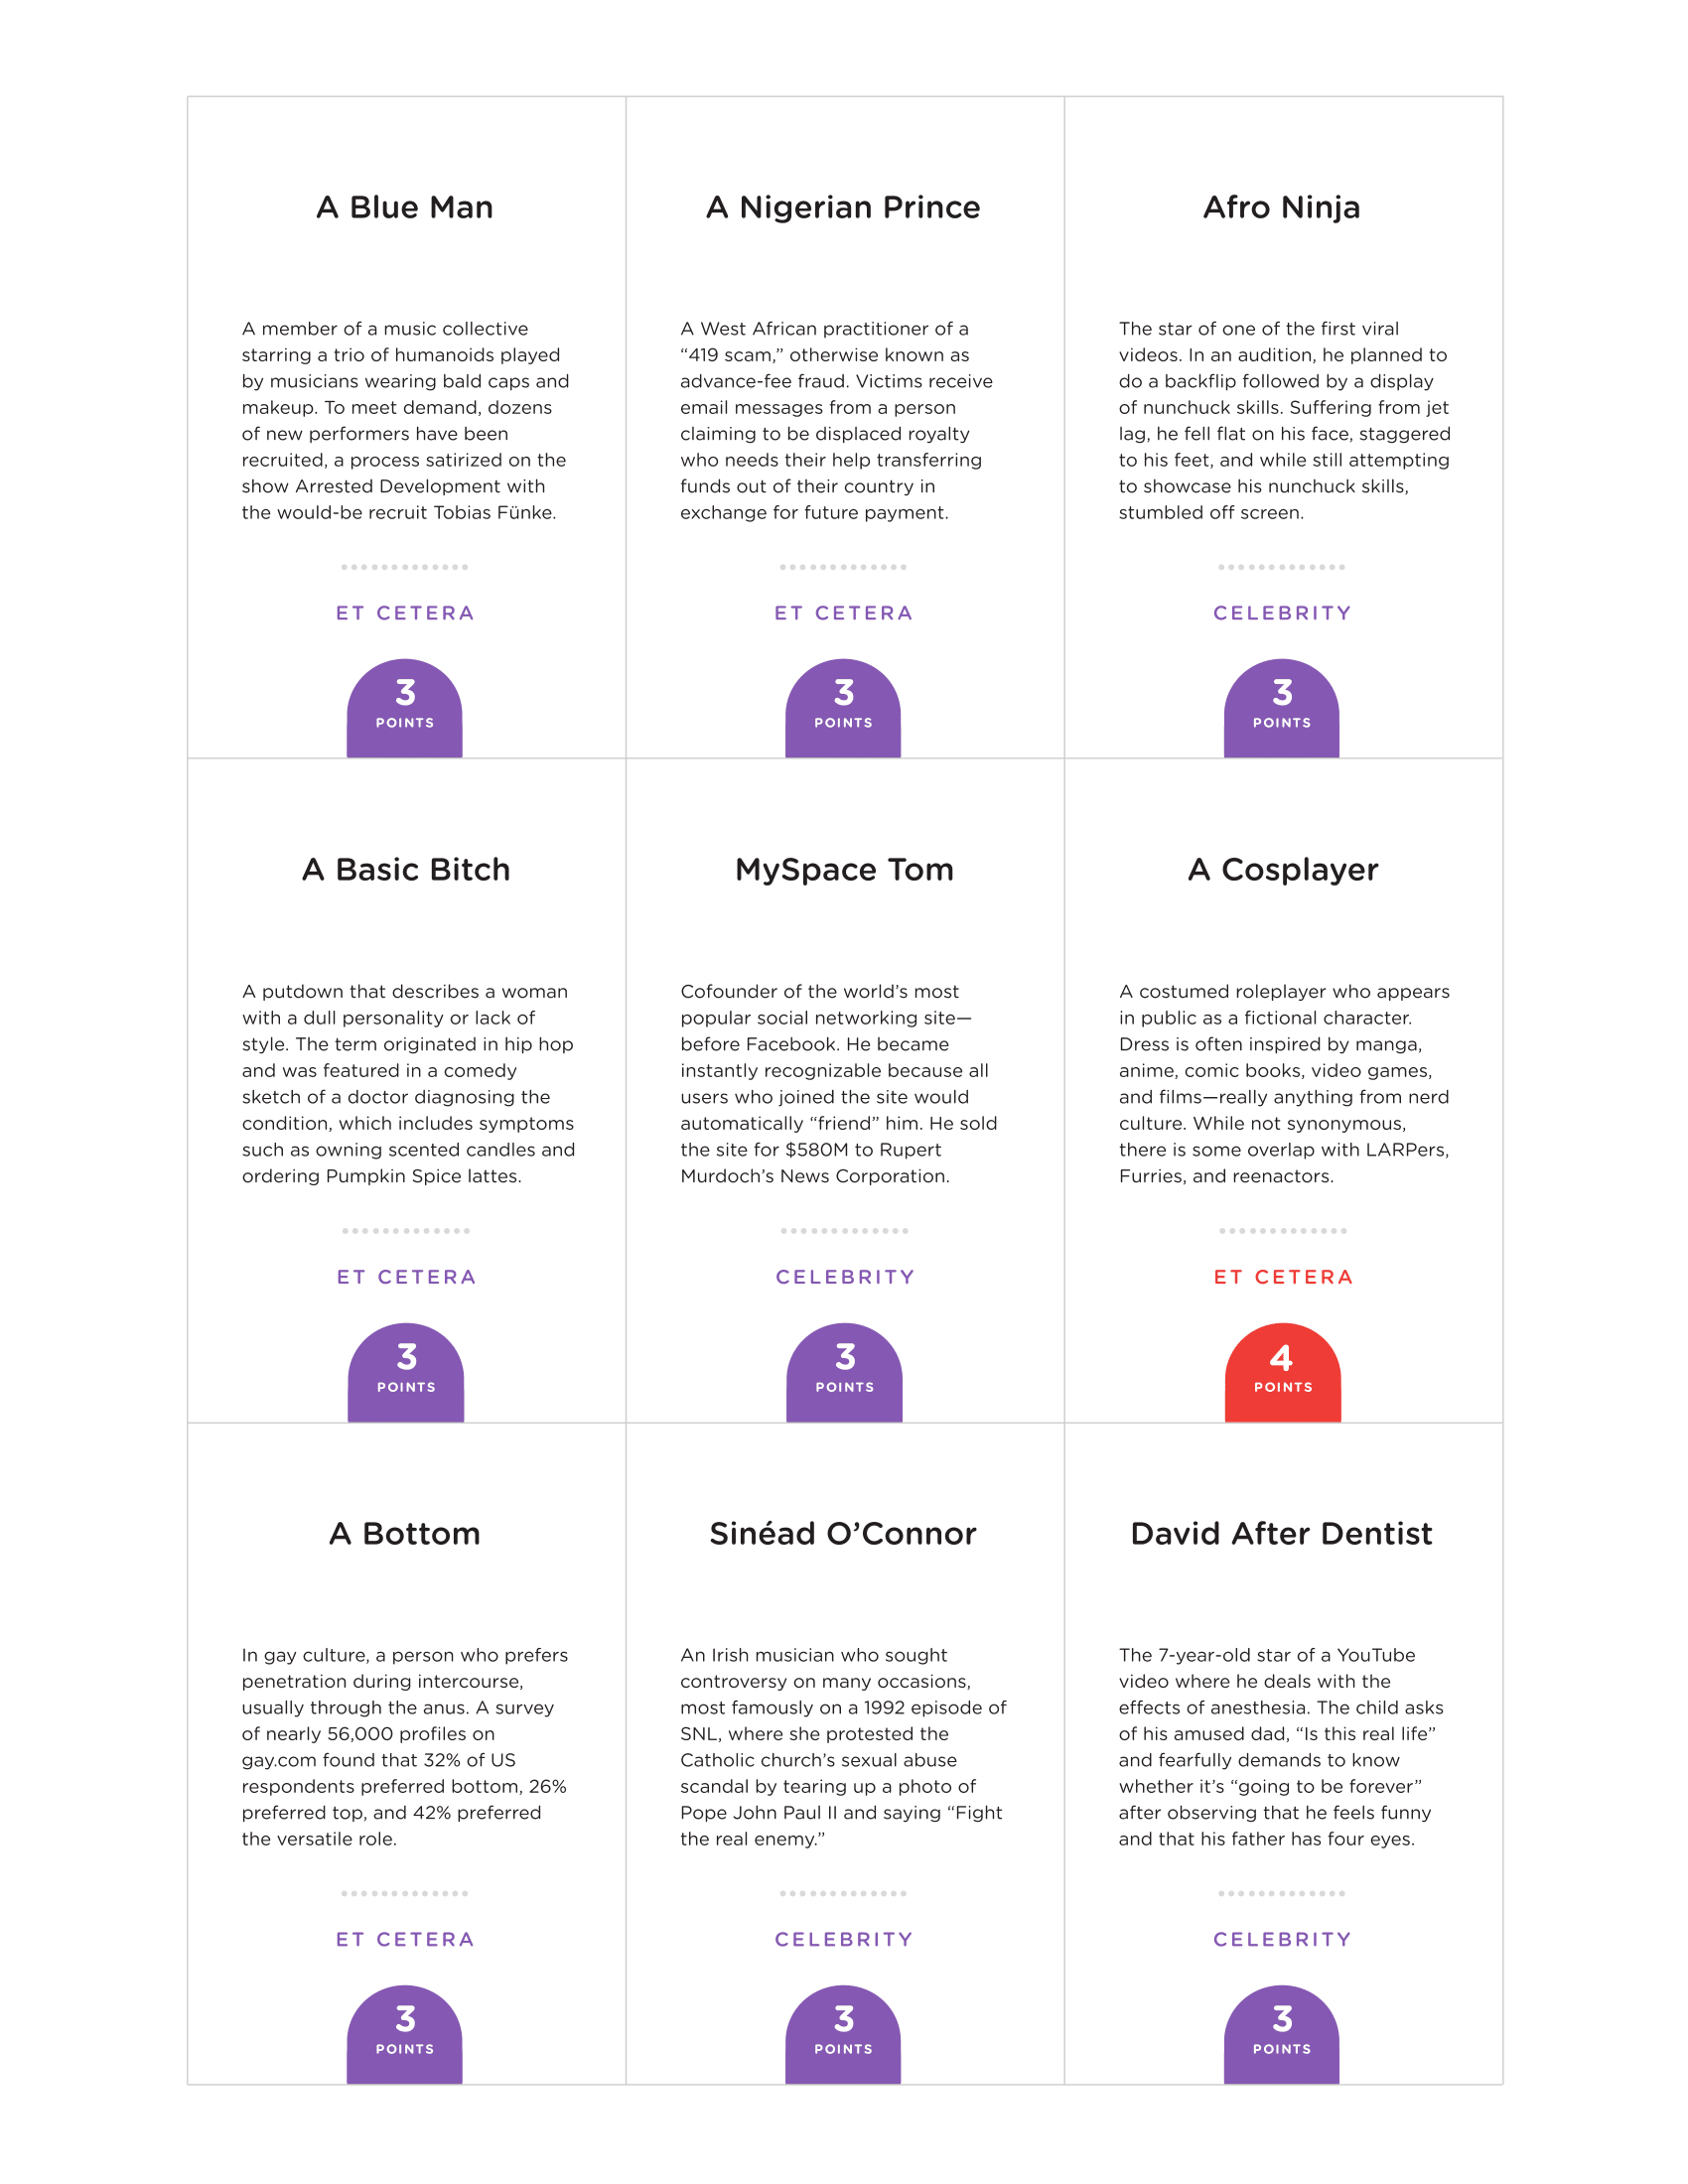 A Blue Man
A member of a music collective
starring a trio of humanoids played
by musicians wearing bald caps and
makeup. To meet demand, dozens
of new performers have been
recruited, a process satirized on the
show Arrested Development with
the would-be recruit Tobias Fünke.
ET CETERA
3
POINTS
A Nigerian Prince
A West African practitioner of a
“419 scam,” otherwise known as
advance-fee fraud. Victims receive
email messages from a person
claiming to be displaced royalty
who needs their help transferring
funds out of their country in
exchange for future payment.
ET CETERA
3
POINTS
Afro Ninja
The star of one of the first viral
videos. In an audition, he planned to
do a backflip followed by a display
of nunchuck skills. Suffering from jet
lag, he fell flat on his face, staggered
to his feet, and while still attempting
to showcase his nunchuck skills,
stumbled off screen.
CELEBRITY
3
POINTS
A Basic Bitch
A putdown that describes a woman
with a dull personality or lack of
style. The term originated in hip hop
and was featured in a comedy
sketch of a doctor diagnosing the
condition, which includes symptoms
such as owning scented candles and
ordering Pumpkin Spice lattes.
ET CETERA
3
POINTS
MySpace Tom
Cofounder of the world’s most
popular social networking site—
before Facebook. He became
instantly recognizable because all
users who joined the site would
automatically “friend” him. He sold
the site for $580M to Rupert
Murdoch’s News Corporation.
CELEBRITY
3
POINTS
A Cosplayer
A costumed roleplayer who appears
in public as a fictional character.
Dress is often inspired by manga,
anime, comic books, video games,
and films—really anything from nerd
culture. While not synonymous,
there is some overlap with LARPers,
Furries, and reenactors.
ET CETERA
4
POINTS
A Bottom
In gay culture, a person who prefers
penetration during intercourse,
usually through the anus. A survey
of nearly 56,000 profiles on
gay.com found that 32% of US
respondents preferred bottom, 26%
preferred top, and 42% preferred
the versatile role.
ET CETERA
3
POINTS
Sinéad O’Connor
An Irish musician who sought
controversy on many occasions,
most famously on a 1992 episode of
SNL, where she protested the
Catholic church’s sexual abuse
scandal by tearing up a photo of
Pope John Paul II and saying “Fight
the real enemy.”
CELEBRITY
3
POINTS
David After Dentist
The 7-year-old star of a YouTube
video where he deals with the
effects of anesthesia. The child asks
of his amused dad, “Is this real life”
and fearfully demands to know
whether it’s “going to be forever”
after observing that he feels funny
and that his father has four eyes.
CELEBRITY
3
POINTS